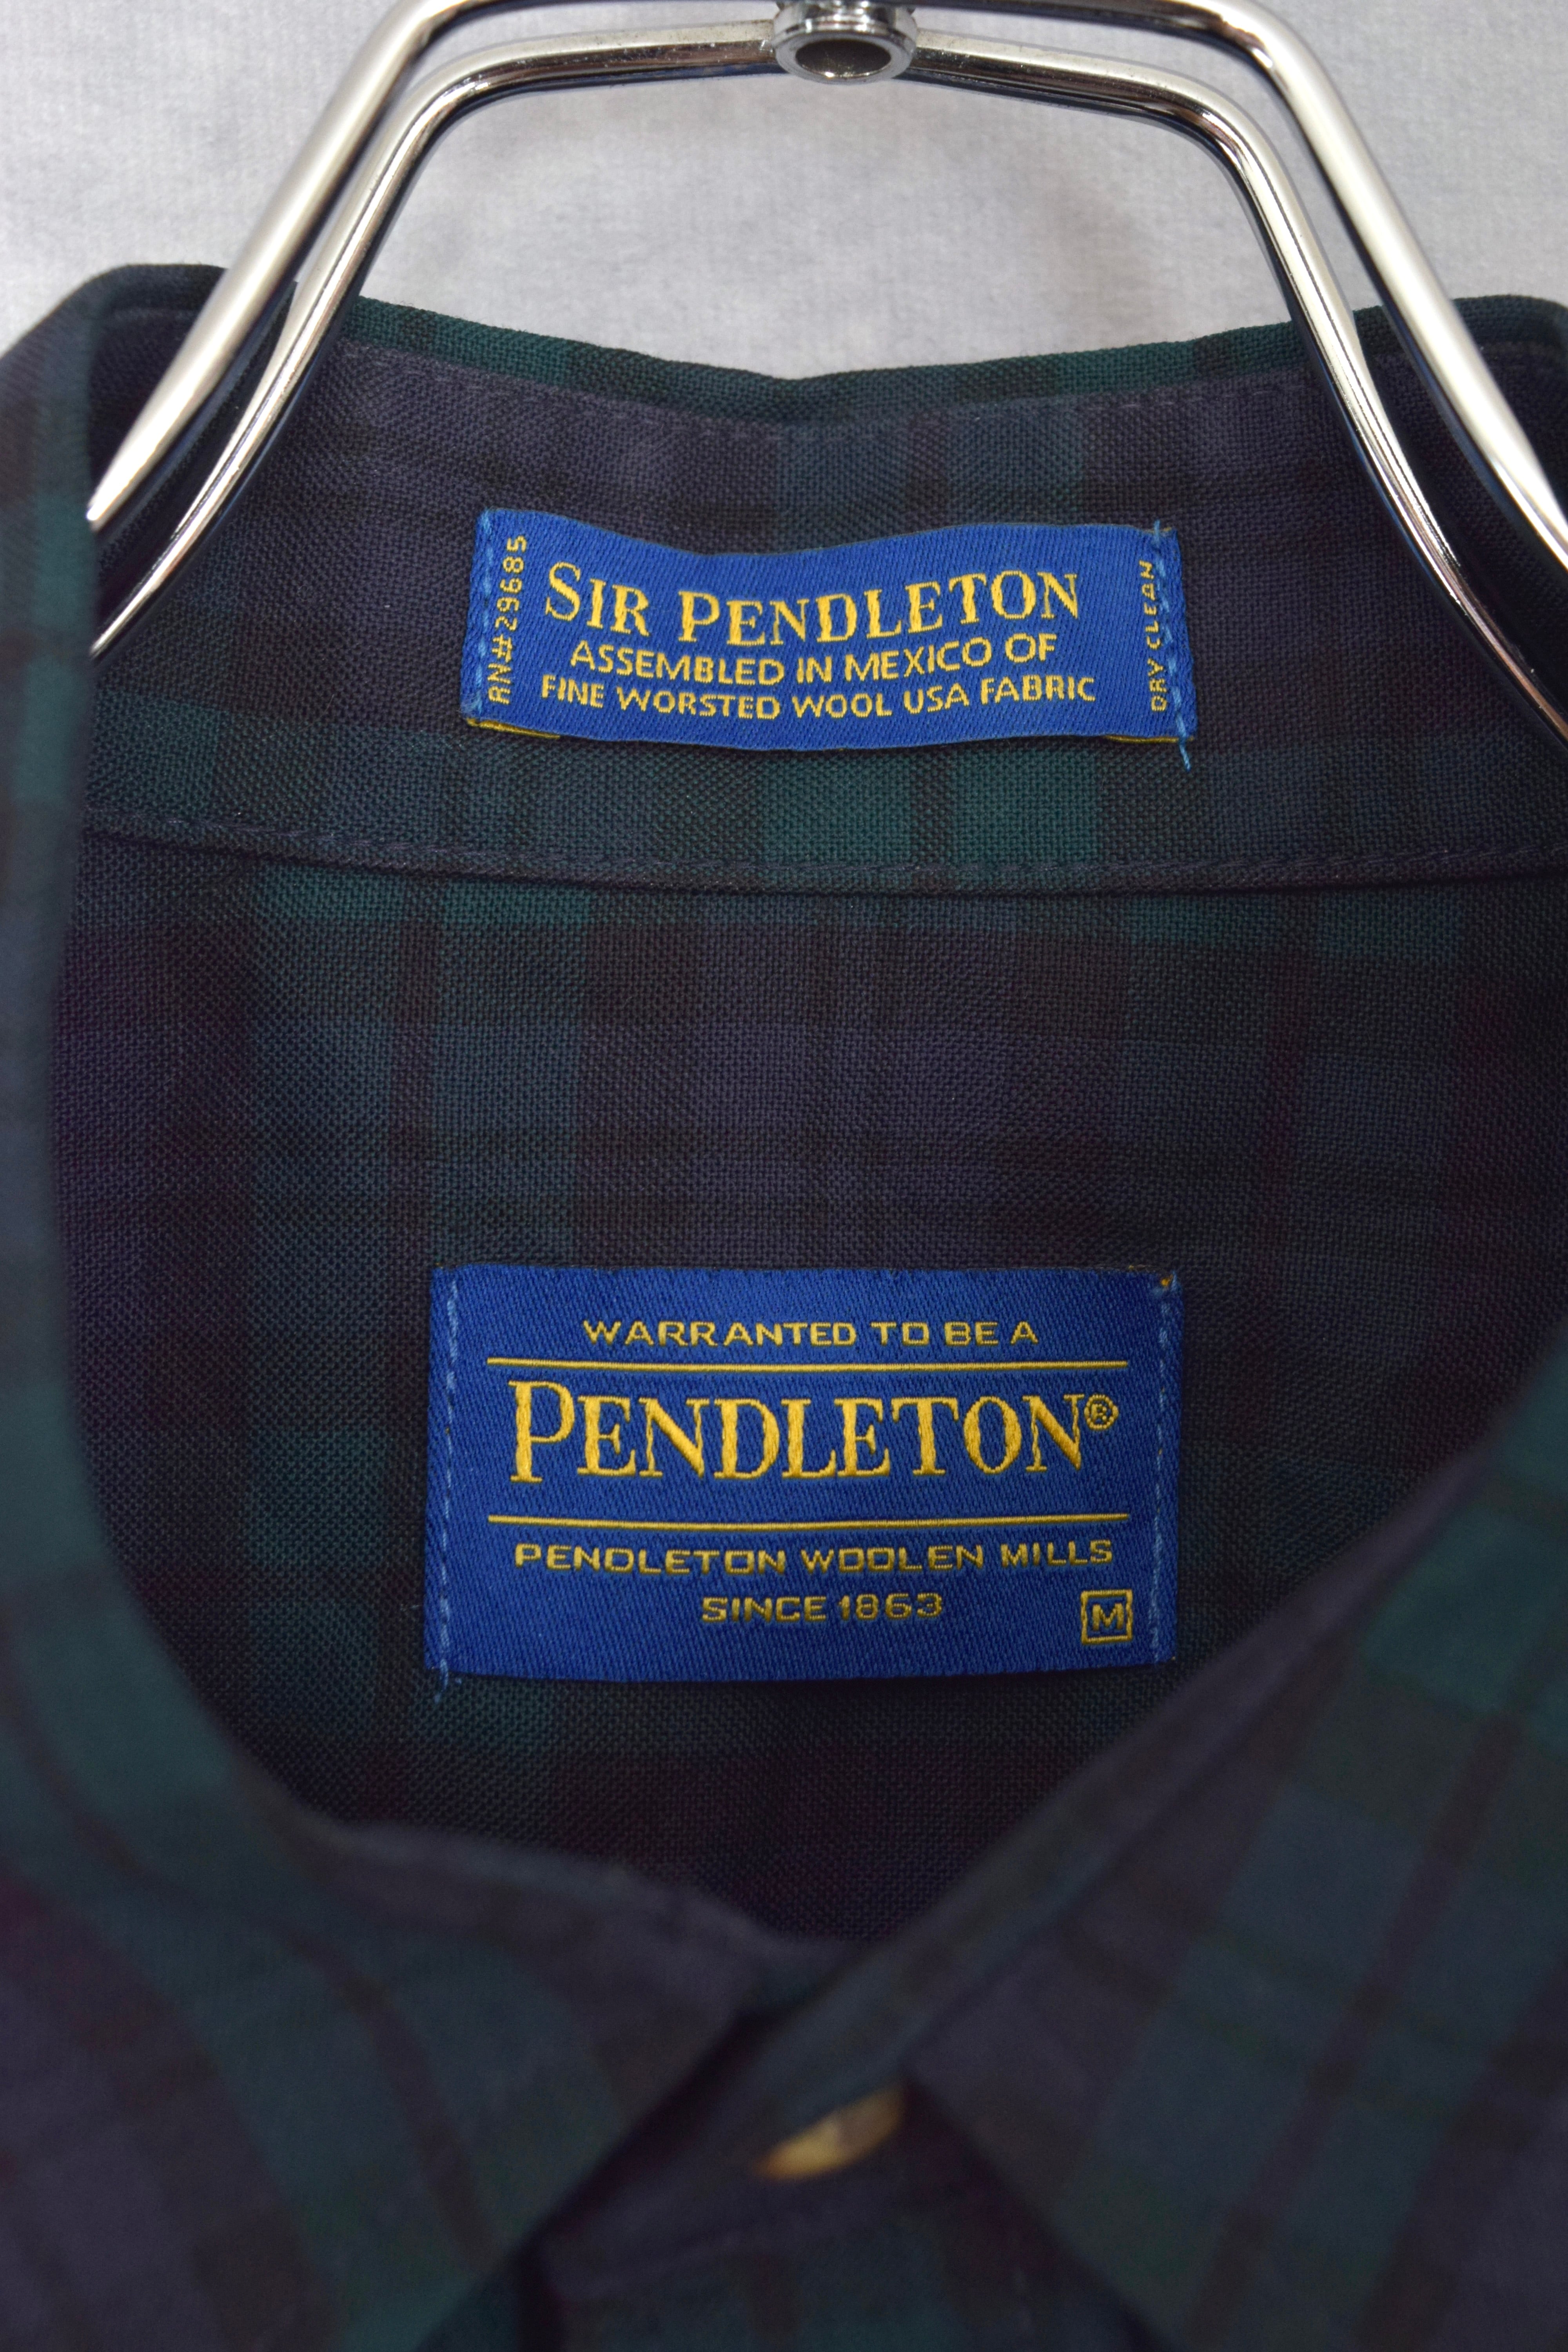 RN#29685
SIR PENDLETON
ASSEMBLED IN MEXICO OF
FINE WORSTED WOOL USA FABRIC
DRY CLEAN
WARRANTED TO BE A
PENDLETON®
PENDLETON WOOLEN MILLS
SINCE 1863
M